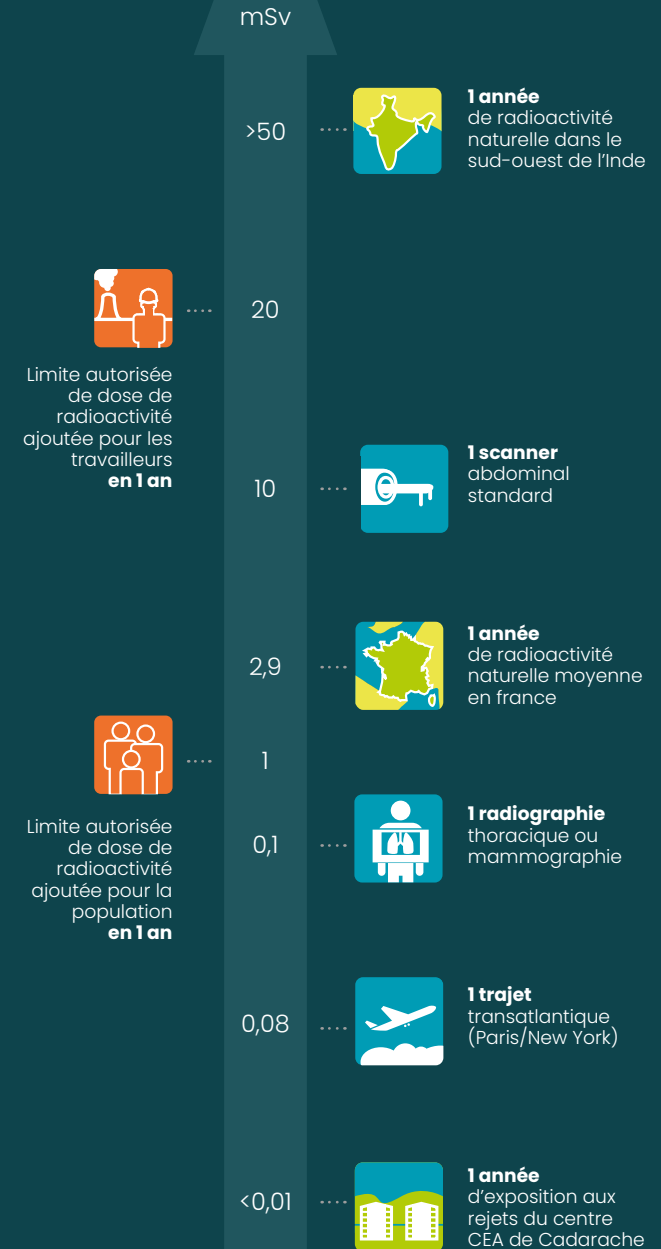 mSv
>50
1 année
de radioactivité
naturelle dans le
sud-ouest de l'Inde
20
Limite autorisée
de dose de
radioactivité
ajoutée pour les
travailleurs
en 1 an
10
1 scanner
abdominal
standard
2,9
1 année
de radioactivité
naturelle moyenne
en france
1
Limite autorisée
de dose de
radioactivité
ajoutée pour la
population
en 1 an
0,1
1 radiographie
thoracique ou
mammographie
0,08
1 trajet
transatlantique
(Paris/New York)
<0,01
1 année
d'exposition aux
rejets du centre
CEA de Cadarache